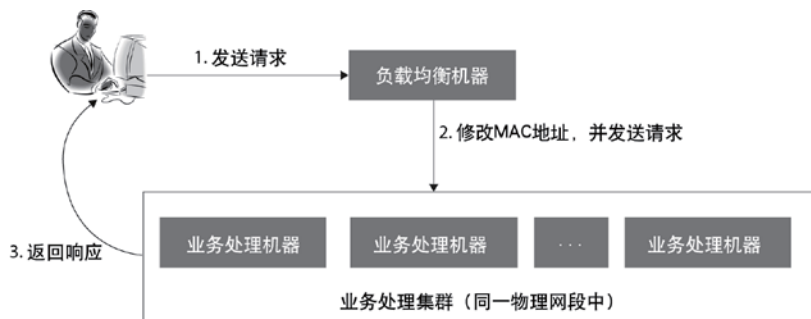 1. 发送请求
负载均衡机器
2. 修改MAC地址，并发送请求
3. 返回响应
业务处理机器
业务处理机器
...
业务处理机器
业务处理集群（同一物理网段中）